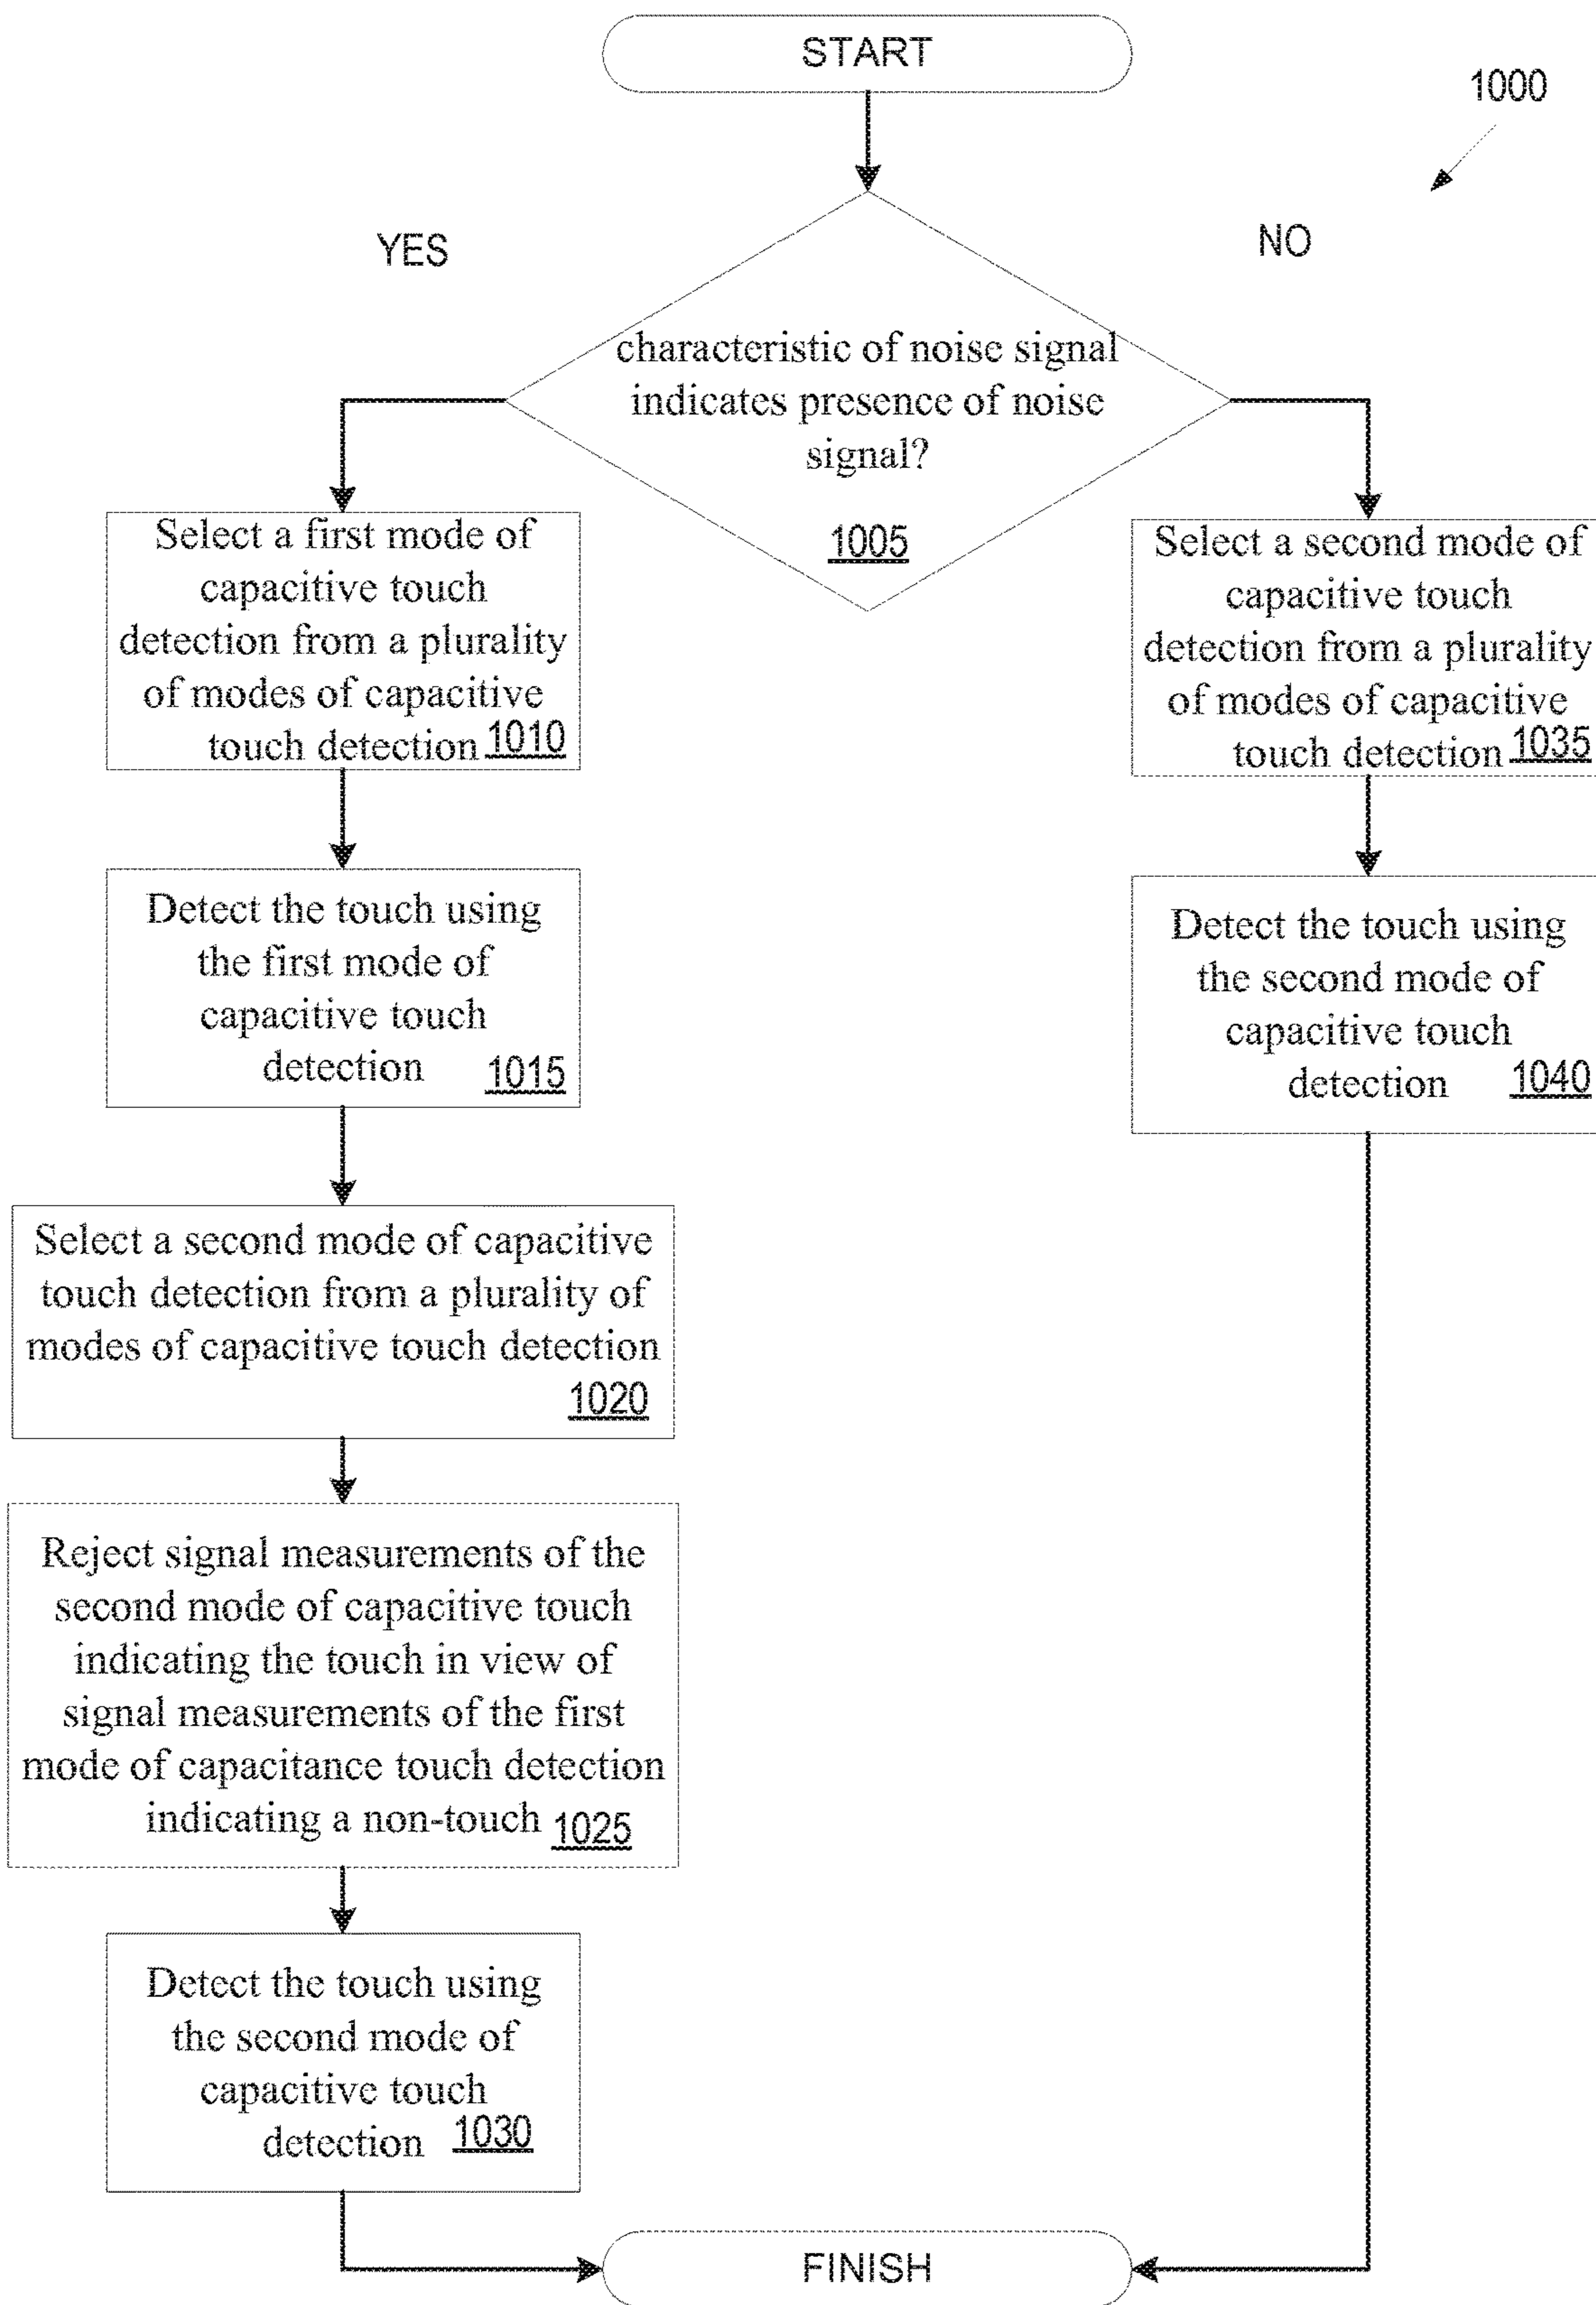 START
1000
YES
NO
characteristic of noise signal
indicates presence of noise
signal?
1005
Select a first mode of
capacitive touch
detection from a plurality
of modes of capacitive
touch detection 1010
Select a second mode of
capacitive touch
detection from a plurality
of modes of capacitive
touch detection 1035
Detect the touch using
the first mode of
capacitive touch
detection 1015
Detect the touch using
the second mode of
capacitive touch
detection 1040
Select a second mode of capacitive
touch detection from a plurality of
modes of capacitive touch detection
1020
Reject signal measurements of the
second mode of capacitive touch
indicating the touch in view of
signal measurements of the first
mode of capacitance touch detection
indicating a non-touch 1025
Detect the touch using
the second mode of
capacitive touch
detection 1030
FINISH